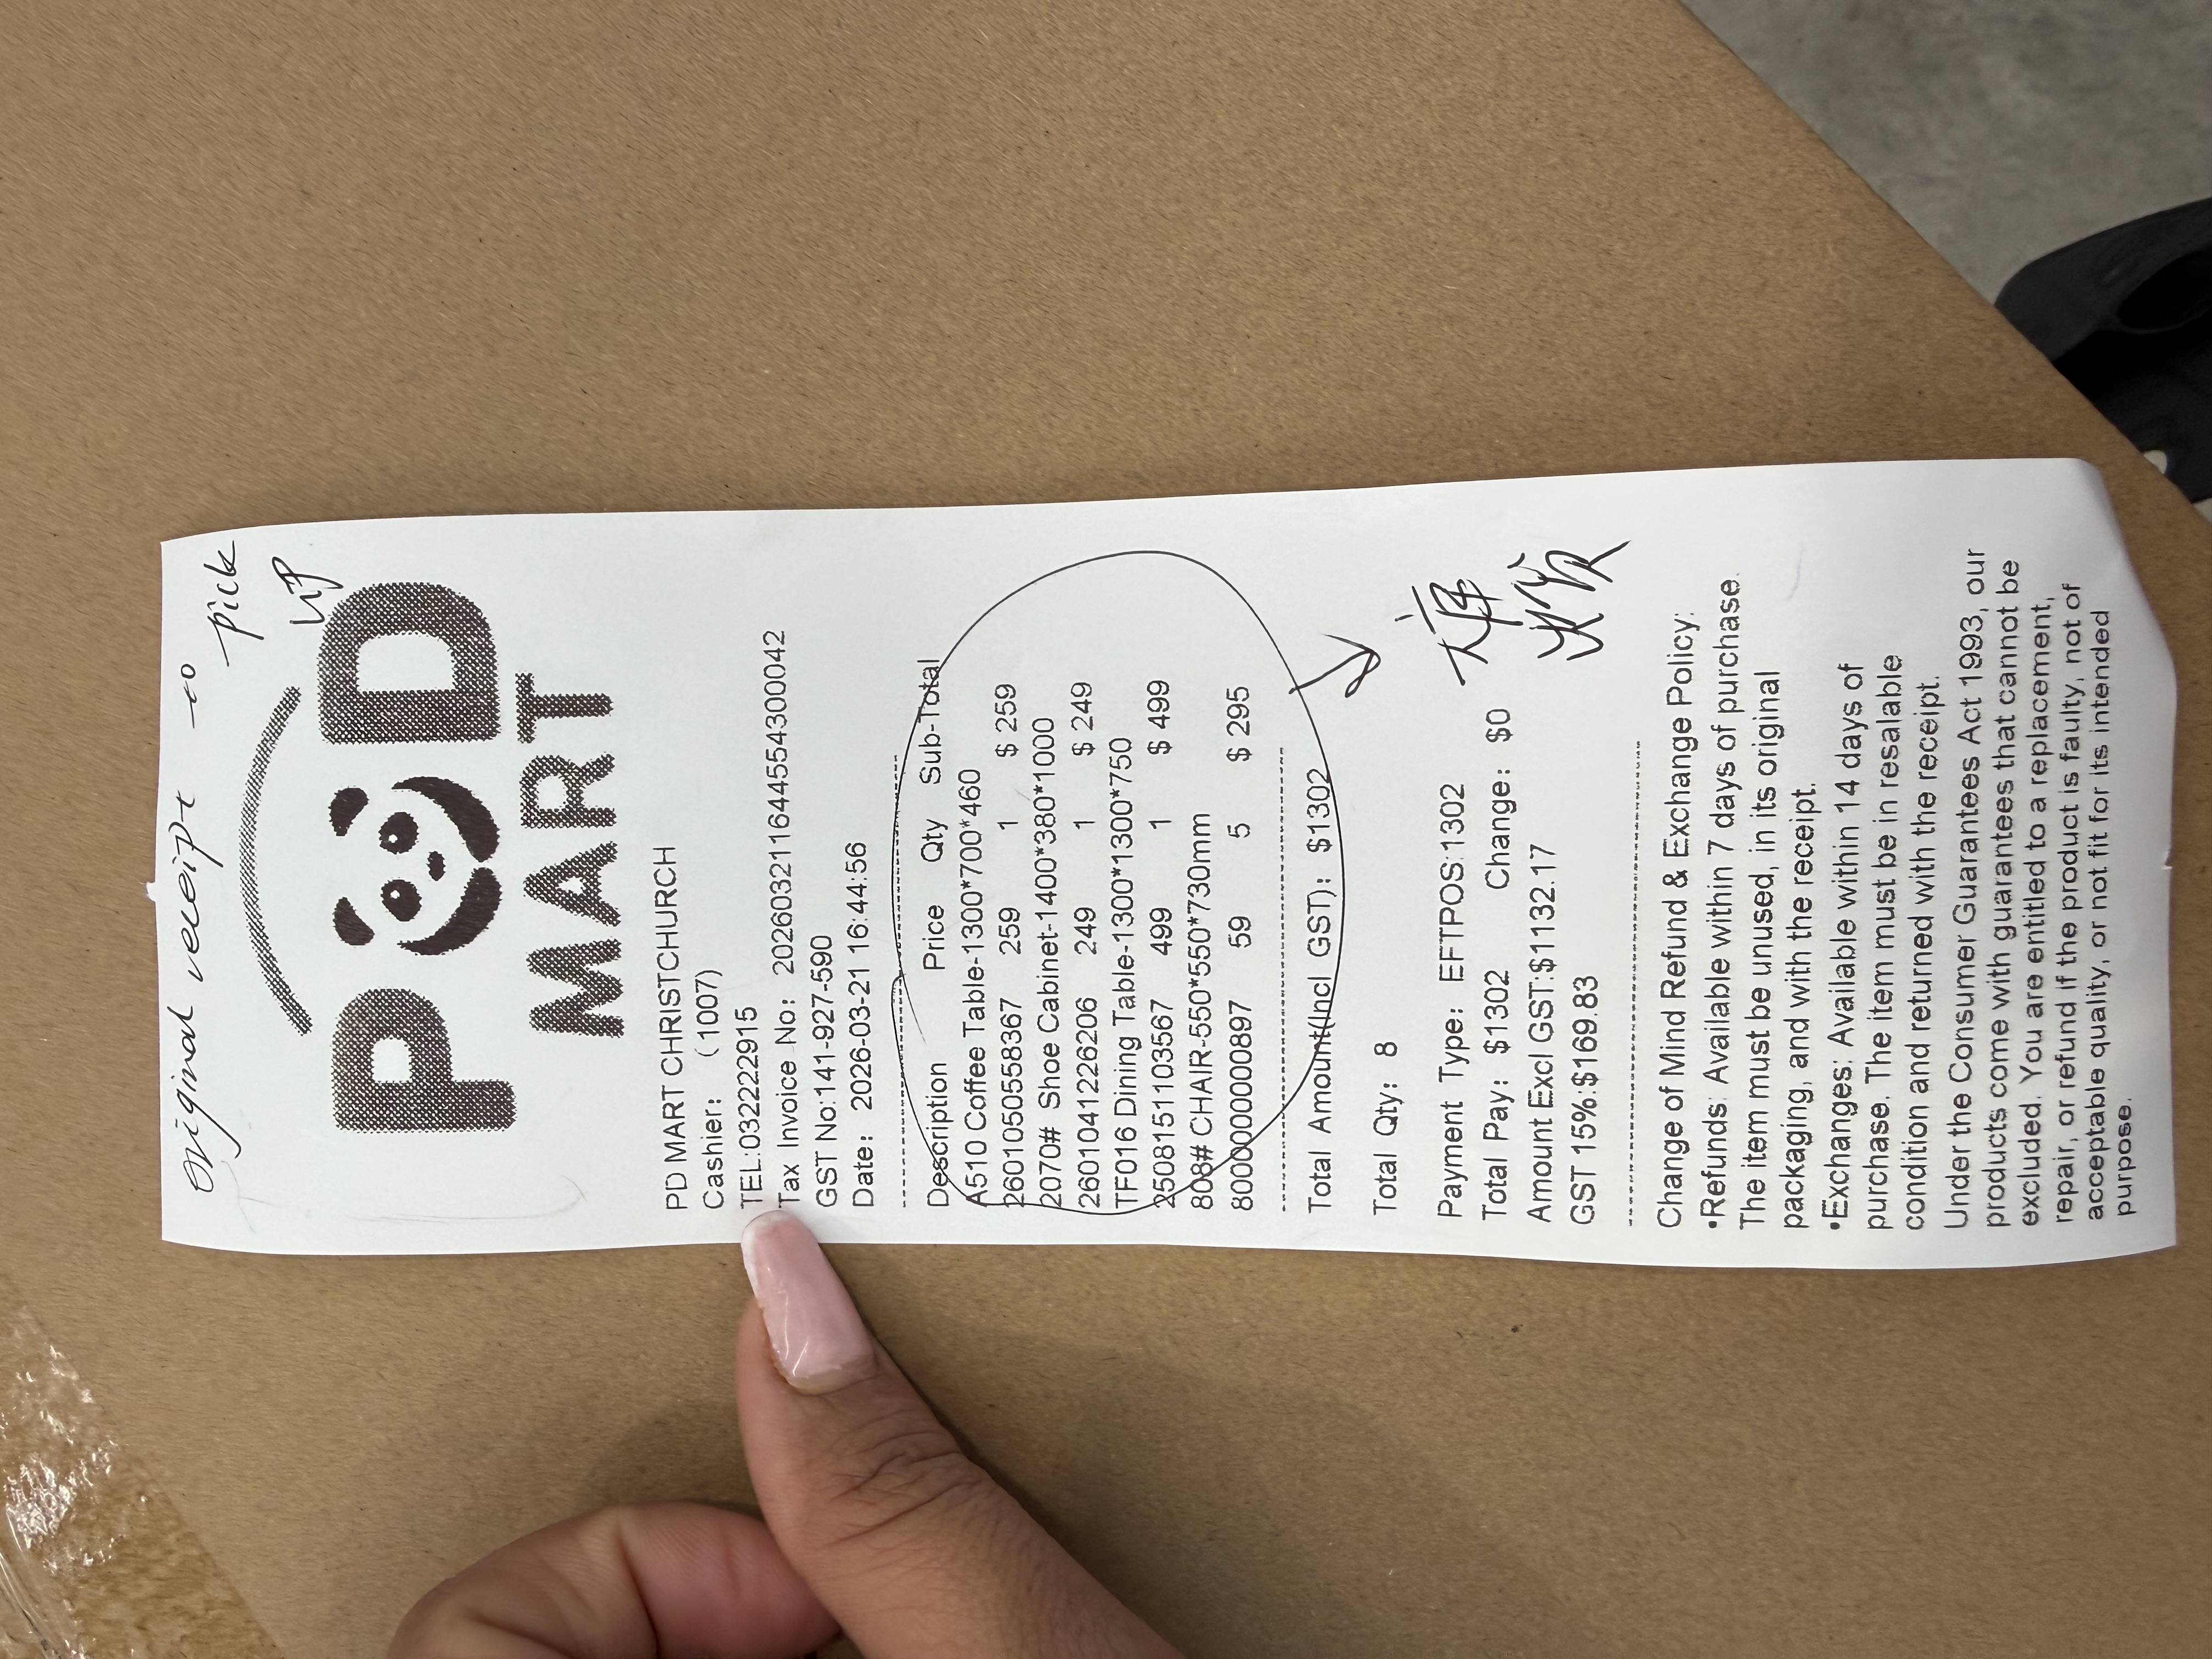 Original receipt to pick
up
PD
MART
PD MART CHRISTCHURCH
Cashier: (1007)
TEL:032222915
Tax Invoice No: 20260321164455430​0042
GST No:141-927-590
Date: 2026-03-21 16:44:56
Description Price Qty Sub-Total
A510 Coffee Table-1300*700*460
2601050558367 259 1 $ 259
2070# Shoe Cabinet-1400*380*1000
2601041226206 249 1 $ 249
TF016 Dining Table-1300*1300*750
2508151103567 499 1 $ 499
808# CHAIR-550*550*730mm
8000000000897 59 5 $ 295
Total Amount(Incl GST): $1302
Total Qty: 8
Payment Type: EFTPOS:1302
Total Pay: $1302 Change: $0
Amount Excl GST:$1132.17
GST 15%:$169.83
Change of Mind Refund & Exchange Policy:
•Refunds: Available within 7 days of purchase.
The item must be unused, in its original
packaging, and with the receipt.
•Exchanges: Available within 14 days of
purchase. The item must be in resalable
condition and returned with the receipt.
Under the Consumer Guarantees Act 1993, our
products come with guarantees that cannot be
excluded. You are entitled to a replacement,
repair, or refund if the product is faulty, not of
acceptable quality, or not fit for its intended
purpose.